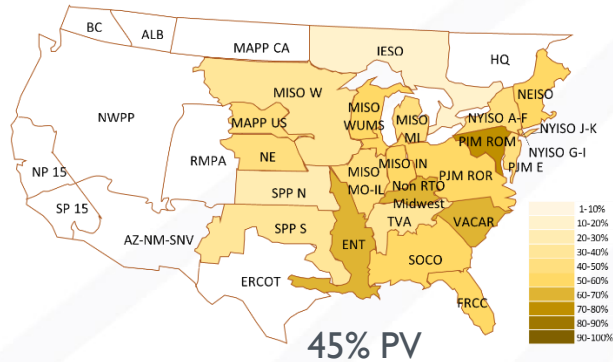 BC
ALB
MAPP CA
IESO
HQ
NWPP
MISO W
MAPP US
MISO
WUMS
MISO
MI
NEISO
NYISO A-F
NYISO J-K
NYISO G-I
RMPA
NE
PJM ROM
PJM E
NP 15
SPP N
MISO
MO-IL
MISO IN
Non RTO
Midwest
PJM ROR
SP 15
AZ-NM-SNV
SPP S
ENT
TVA
VACAR
ERCOT
SOCO
FRCC
1-10%
10-20%
20-30%
30-40%
40-50%
50-60%
60-70%
70-80%
80-90%
90-100%
45% PV